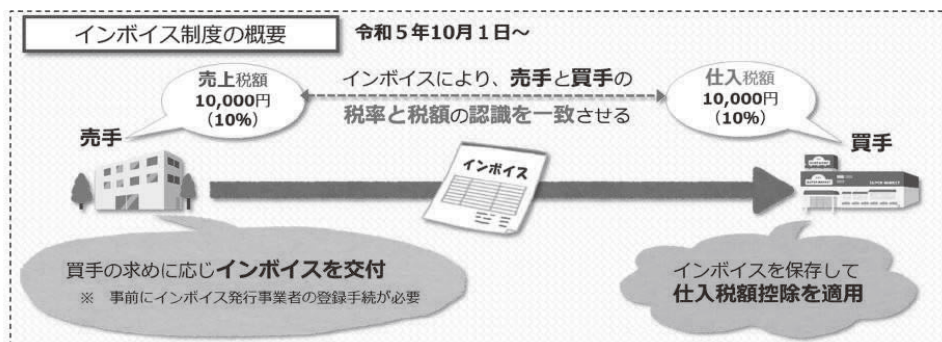 インボイス制度の概要
令和5年10月1日～
売上税額
10,000円
(10%)
インボイスにより、売手と買手の
税率と税額の認識を一致させる
仕入税額
10,000円
(10%)
売手
買手
インボイス
買手の求めに応じインボイスを交付
※ 事前にインボイス発行事業者の登録手続が必要
インボイスを保存して
仕入税額控除を適用